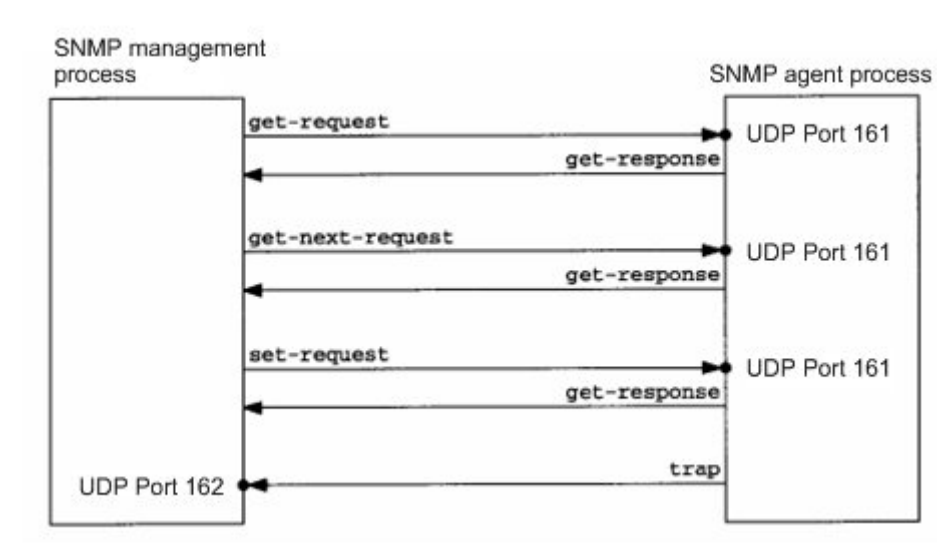 SNMP management
process
SNMP agent process
get-request
UDP Port 161
get-response
get-next-request
UDP Port 161
get-response
set-request
UDP Port 161
get-response
trap
UDP Port 162